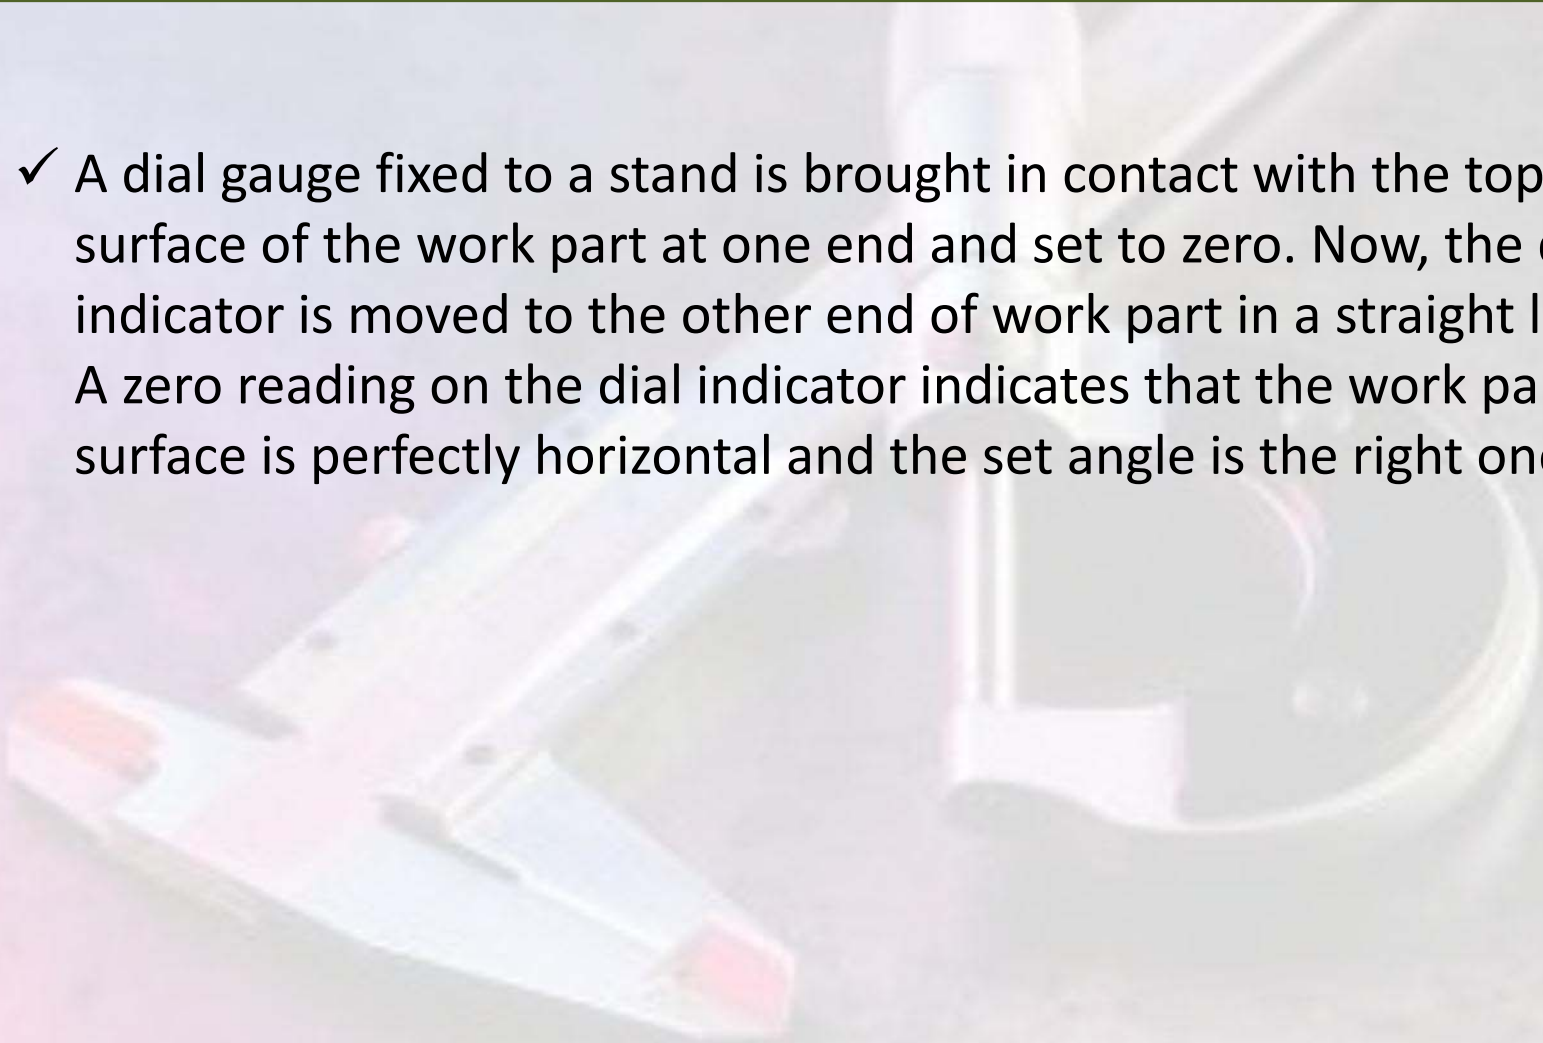 ✓ A dial gauge fixed to a stand is brought in contact with the top
surface of the work part at one end and set to zero. Now, the
indicator is moved to the other end of work part in a straight
A zero reading on the dial indicator indicates that the work
surface is perfectly horizontal and the set angle is the right